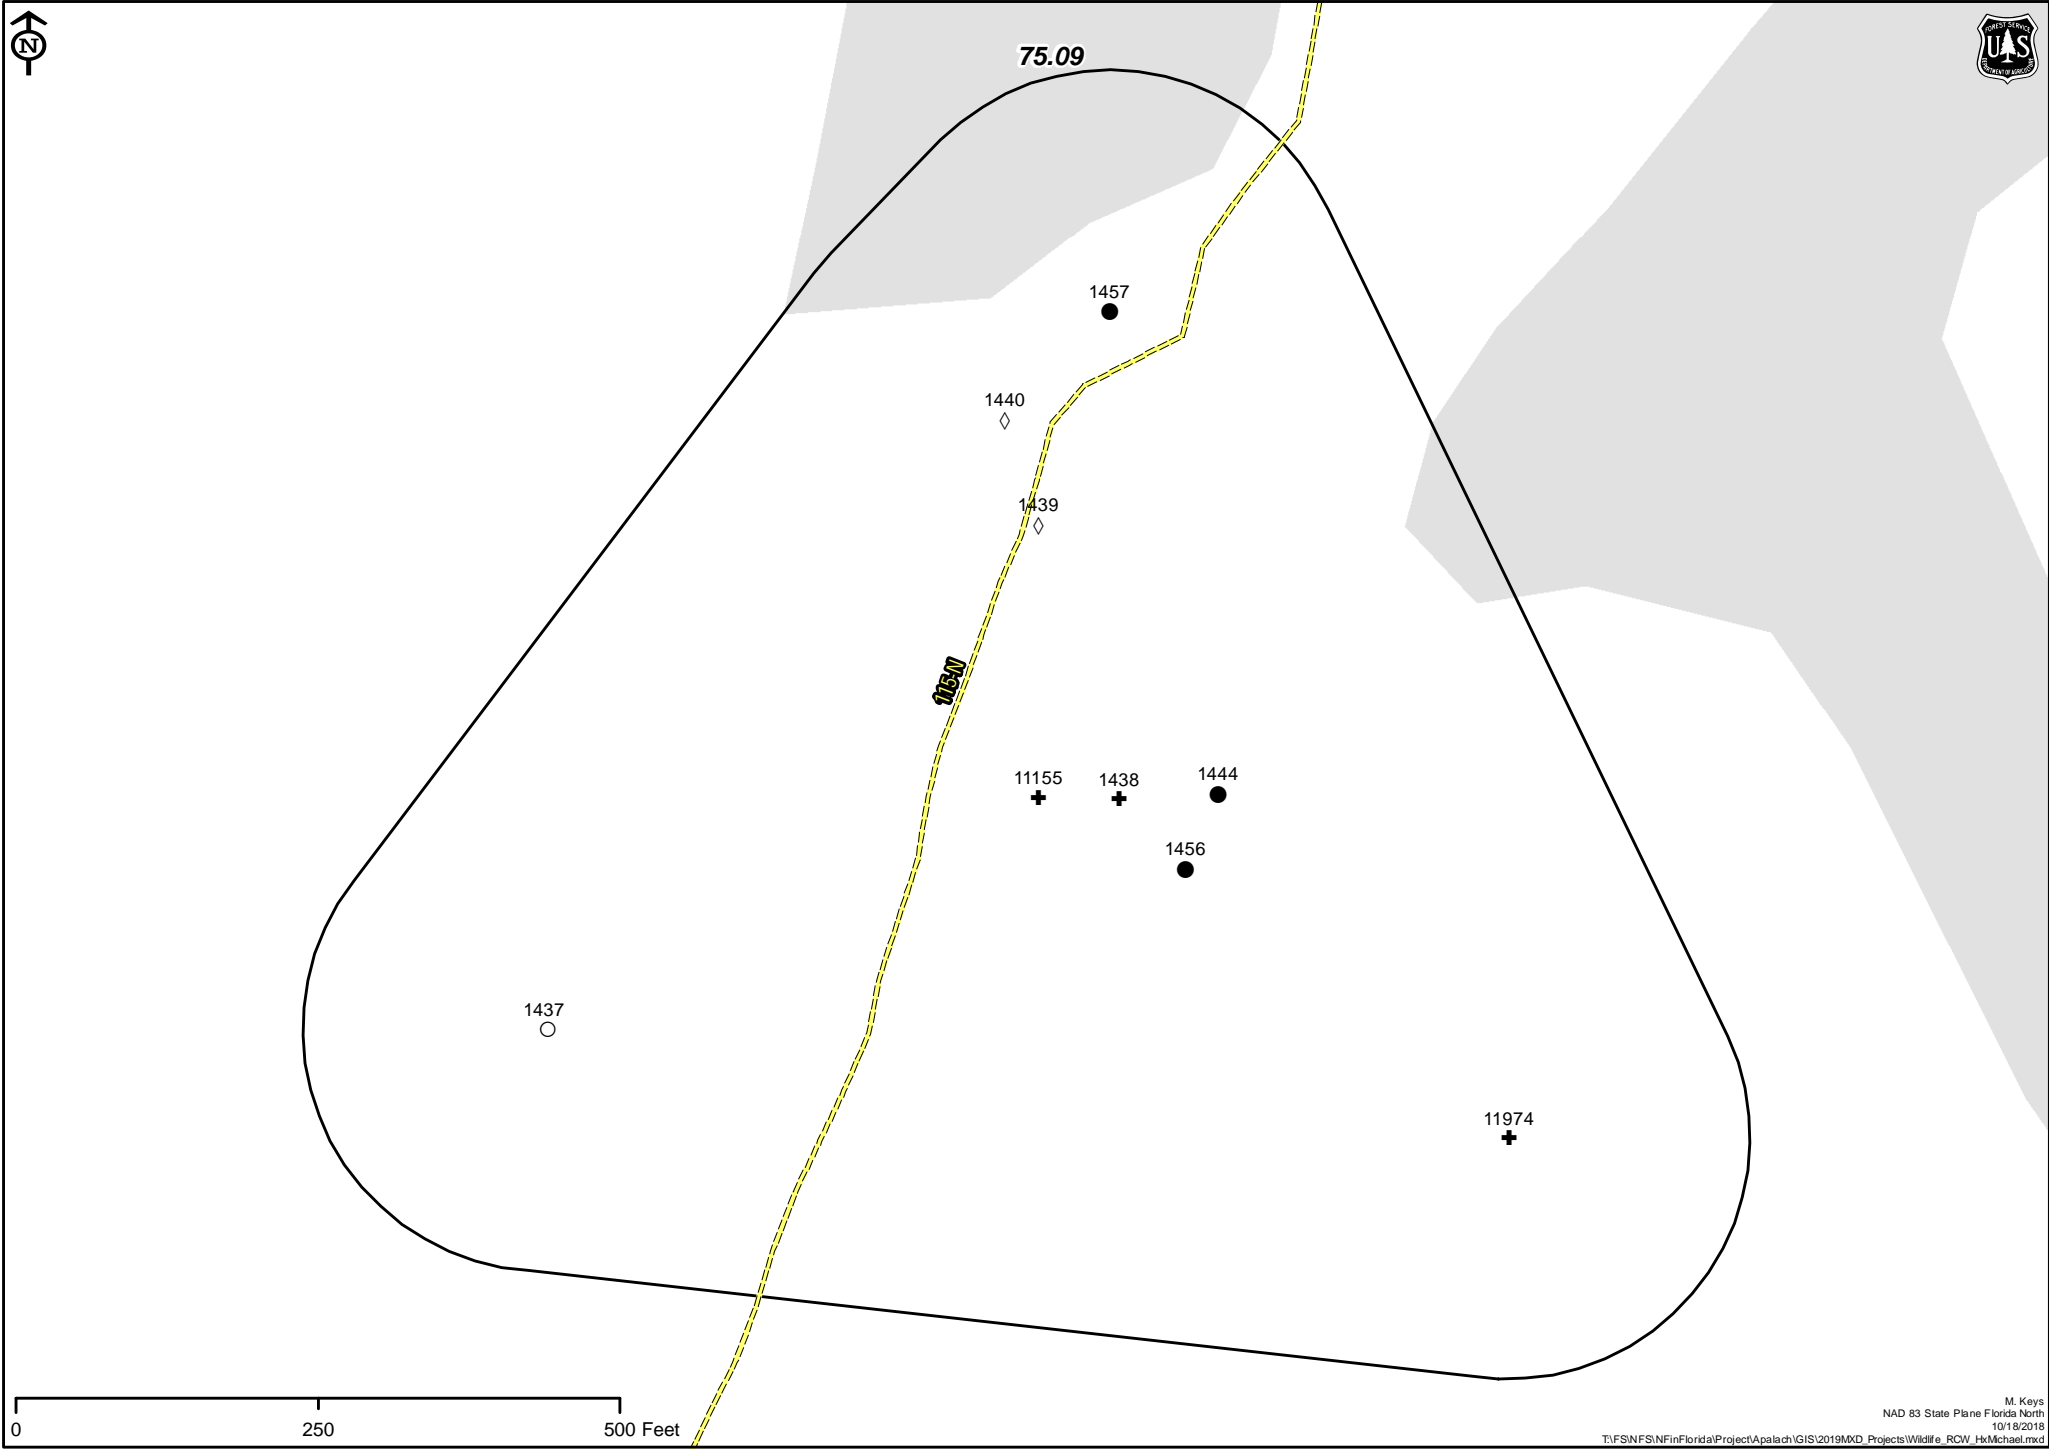 N
75.09
FOREST SERVICE
US
DEPARTMENT OF AGRICULTURE
1457
1440
1439
115-N
11155
1438
1444
1456
1437
11974
0
250
500 Feet
M. Keys
NAD 83 State Plane Florida North
10/18/2018
T:\FS\NFS\NFinFlorida\Project\Apalach\GIS\2019MXD_Projects\Wildlife_RCW_HxMichael.mxd